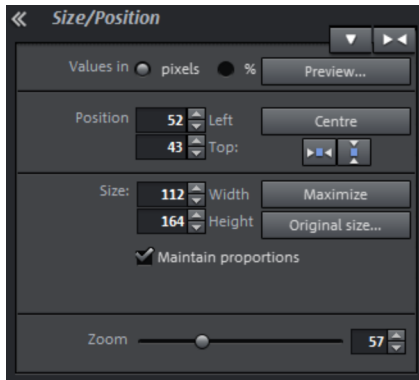 Size/Position
Values in pixels % Preview...
Position 52 Left Centre
43 Top:
Size: 112 Width Maximize
164 Height Original size...
Maintain proportions
Zoom 57